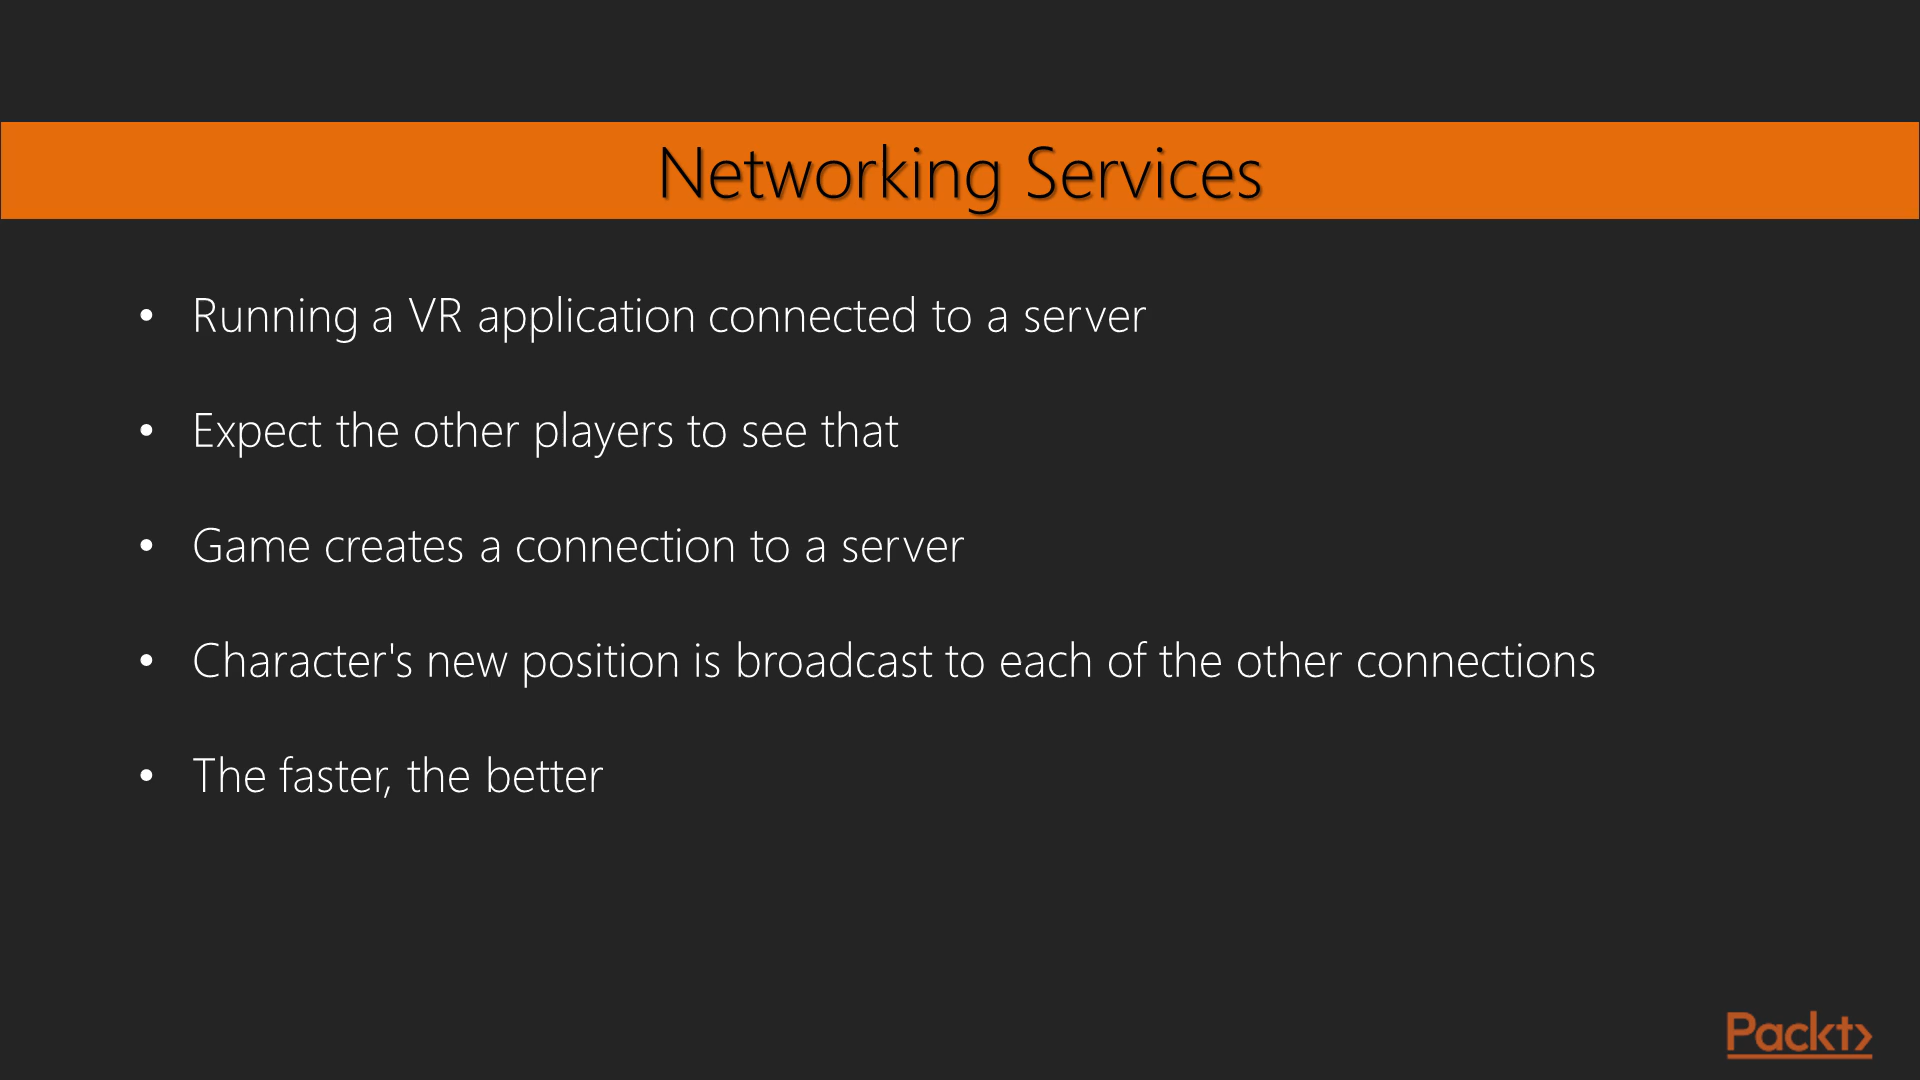 Networking Services
• Running a VR application connected to a server
• Expect the other players to see that
• Game creates a connection to a server
• Character's new position is broadcast to each of the other connections
• The faster, the better
Packt>